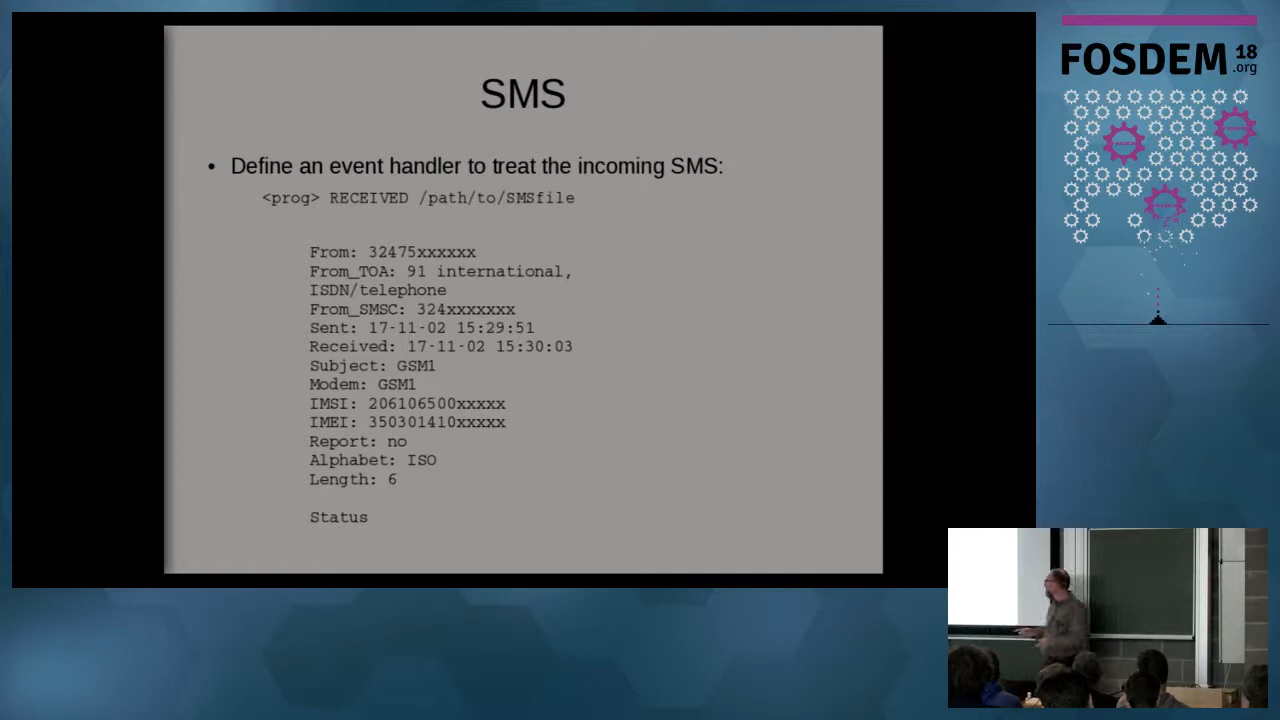 SMS
• Define an event handler to treat the incoming SMS:
<prog> RECEIVED /path/to/SMSfile
From: 32475xxxxxx
From_TOA: 91 international,
ISDN/telephone
From_SMSC: 324xxxxxxx
Sent: 17-11-02 15:29:51
Received: 17-11-02 15:30:03
Subject: GSM1
Modem: GSM1
IMSI: 206106500xxxxx
IMEI: 350301410xxxxx
Report: no
Alphabet: ISO
Length: 6
Status
FOSDEM 18
.org